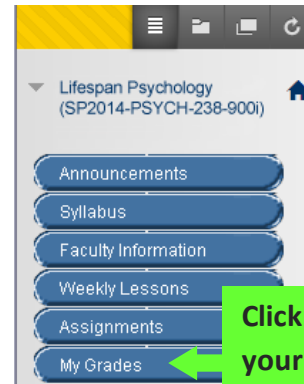 Lifespan Psychology
(SP2014-PSYCH-238-900i)
Announcements
Syllabus
Faculty Information
Weekly Lessons
Assignments
My Grades
Click
your